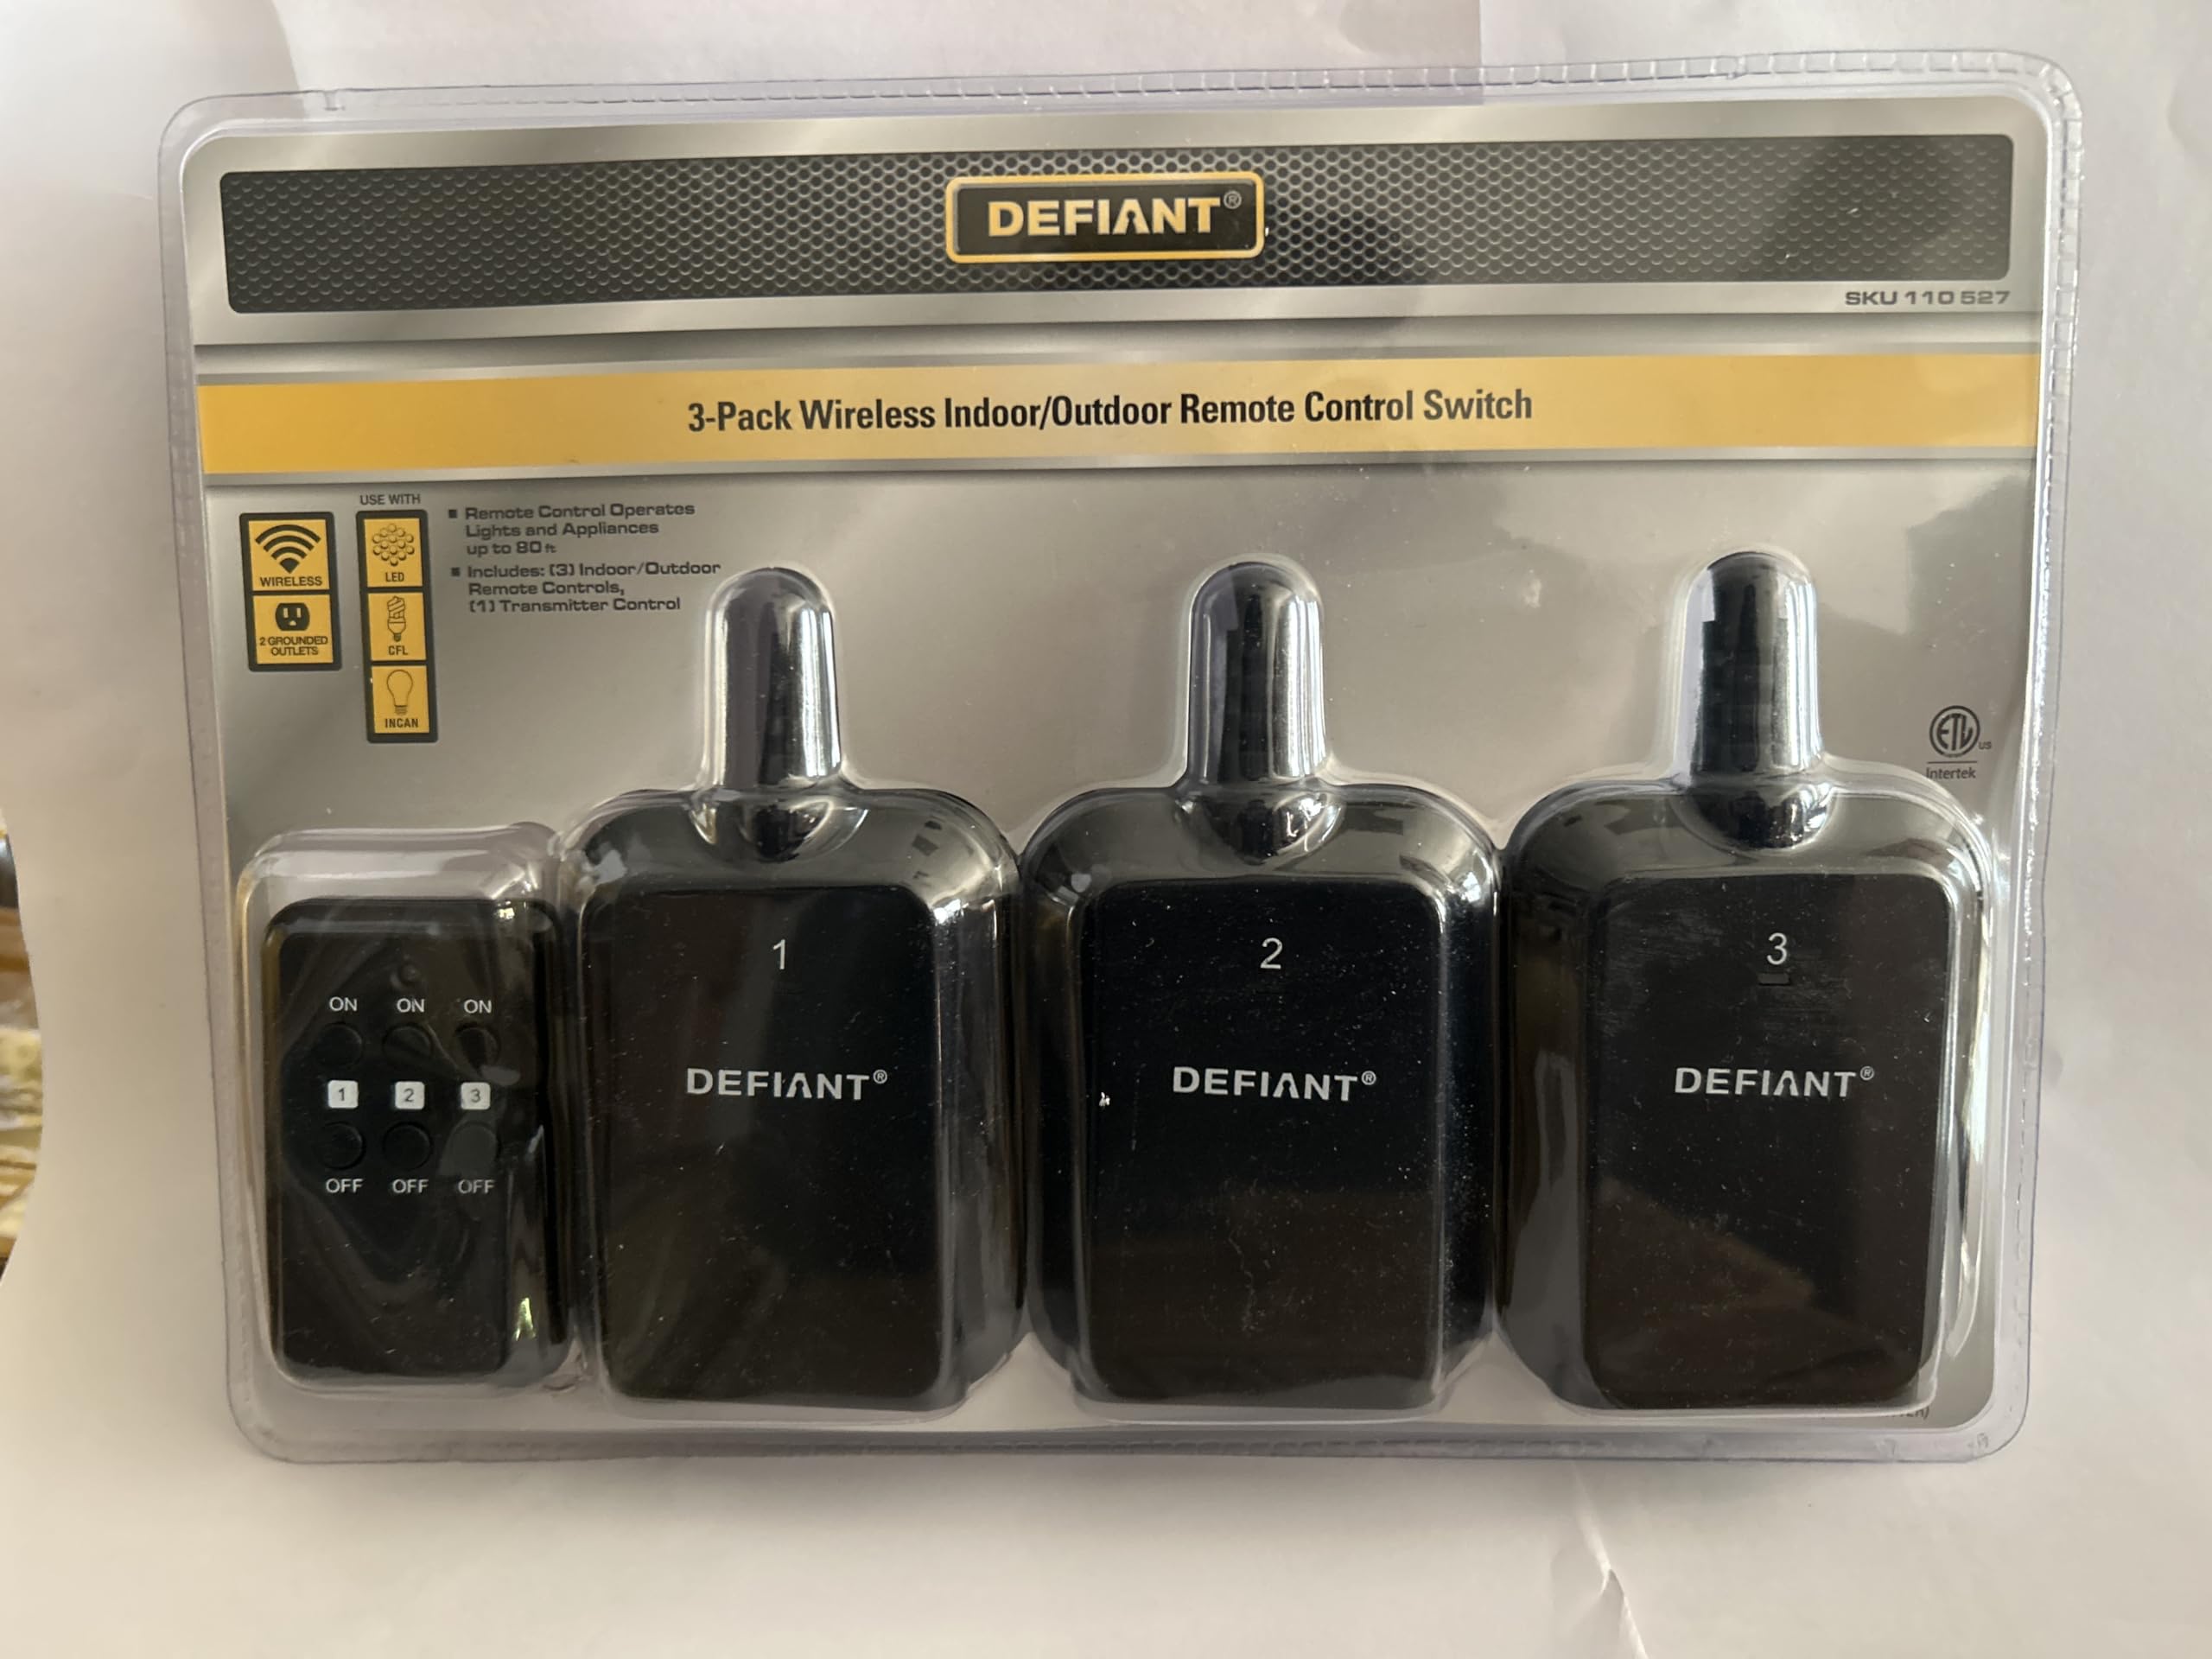 DEFIANT®
SKU 110 527
3-Pack Wireless Indoor/Outdoor Remote Control Switch
WIRELESS
2 GROUNDED
OUTLETS
USE WITH
LED
CFL
INCAN
■ Remote Control Operates
Lights and Appliances
up to 80 ft
■ Includes: (3) Indoor/Outdoor
Remote Controls,
(1) Transmitter Control
ETL US
Intertek
ON ON ON
1 2 3
OFF OFF OFF
1
DEFIANT®
2
DEFIANT®
3
DEFIANT®